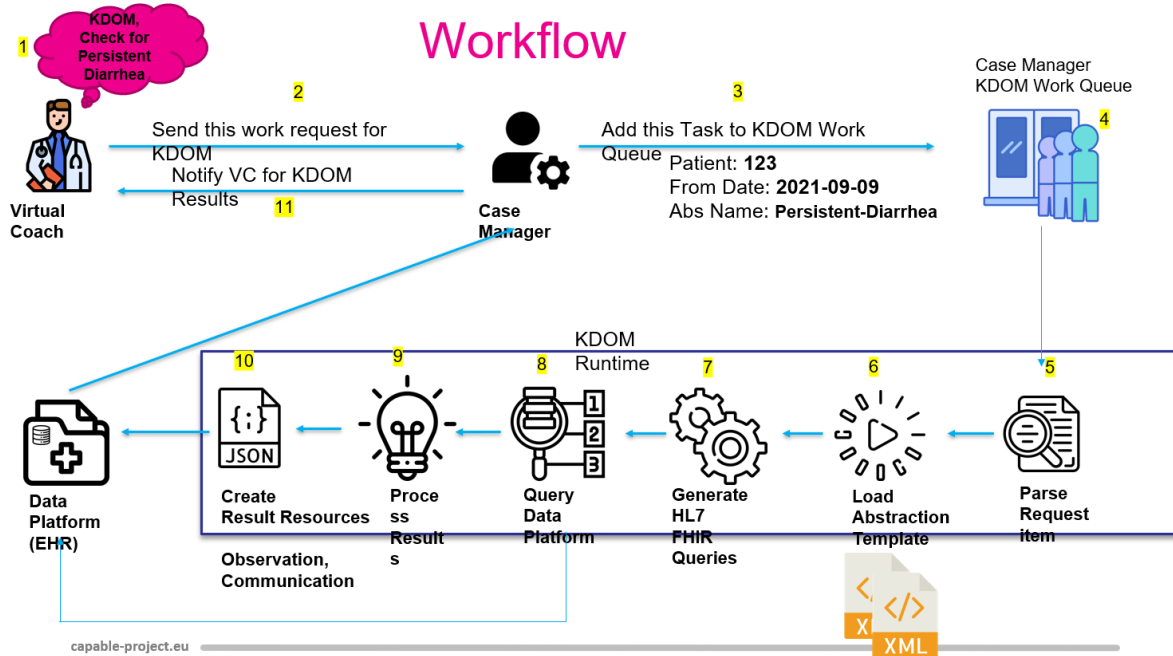 Workflow
1
KDOM,
Check for
Persistent
Diarrhea
Virtual
Coach
2
Send this work request for
KDOM
Notify VC for KDOM
Results
11
Case
Manager
3
Add this Task to KDOM Work
Queue
Patient: 123
From Date: 2021-09-09
Abs Name: Persistent-Diarrhea
Case Manager
KDOM Work Queue
4
KDOM
Runtime
5
Parse
Request
item
6
Load
Abstraction
Template
XML
7
Generate
HL7
FHIR
Queries
8
1
2
3
Query
Data
Platform
9
Proce
ss
Result
s
10
{;}
JSON
Create
Result Resources
Observation,
Communication
Data
Platform
(EHR)
</>
X
</>
capable-project.eu